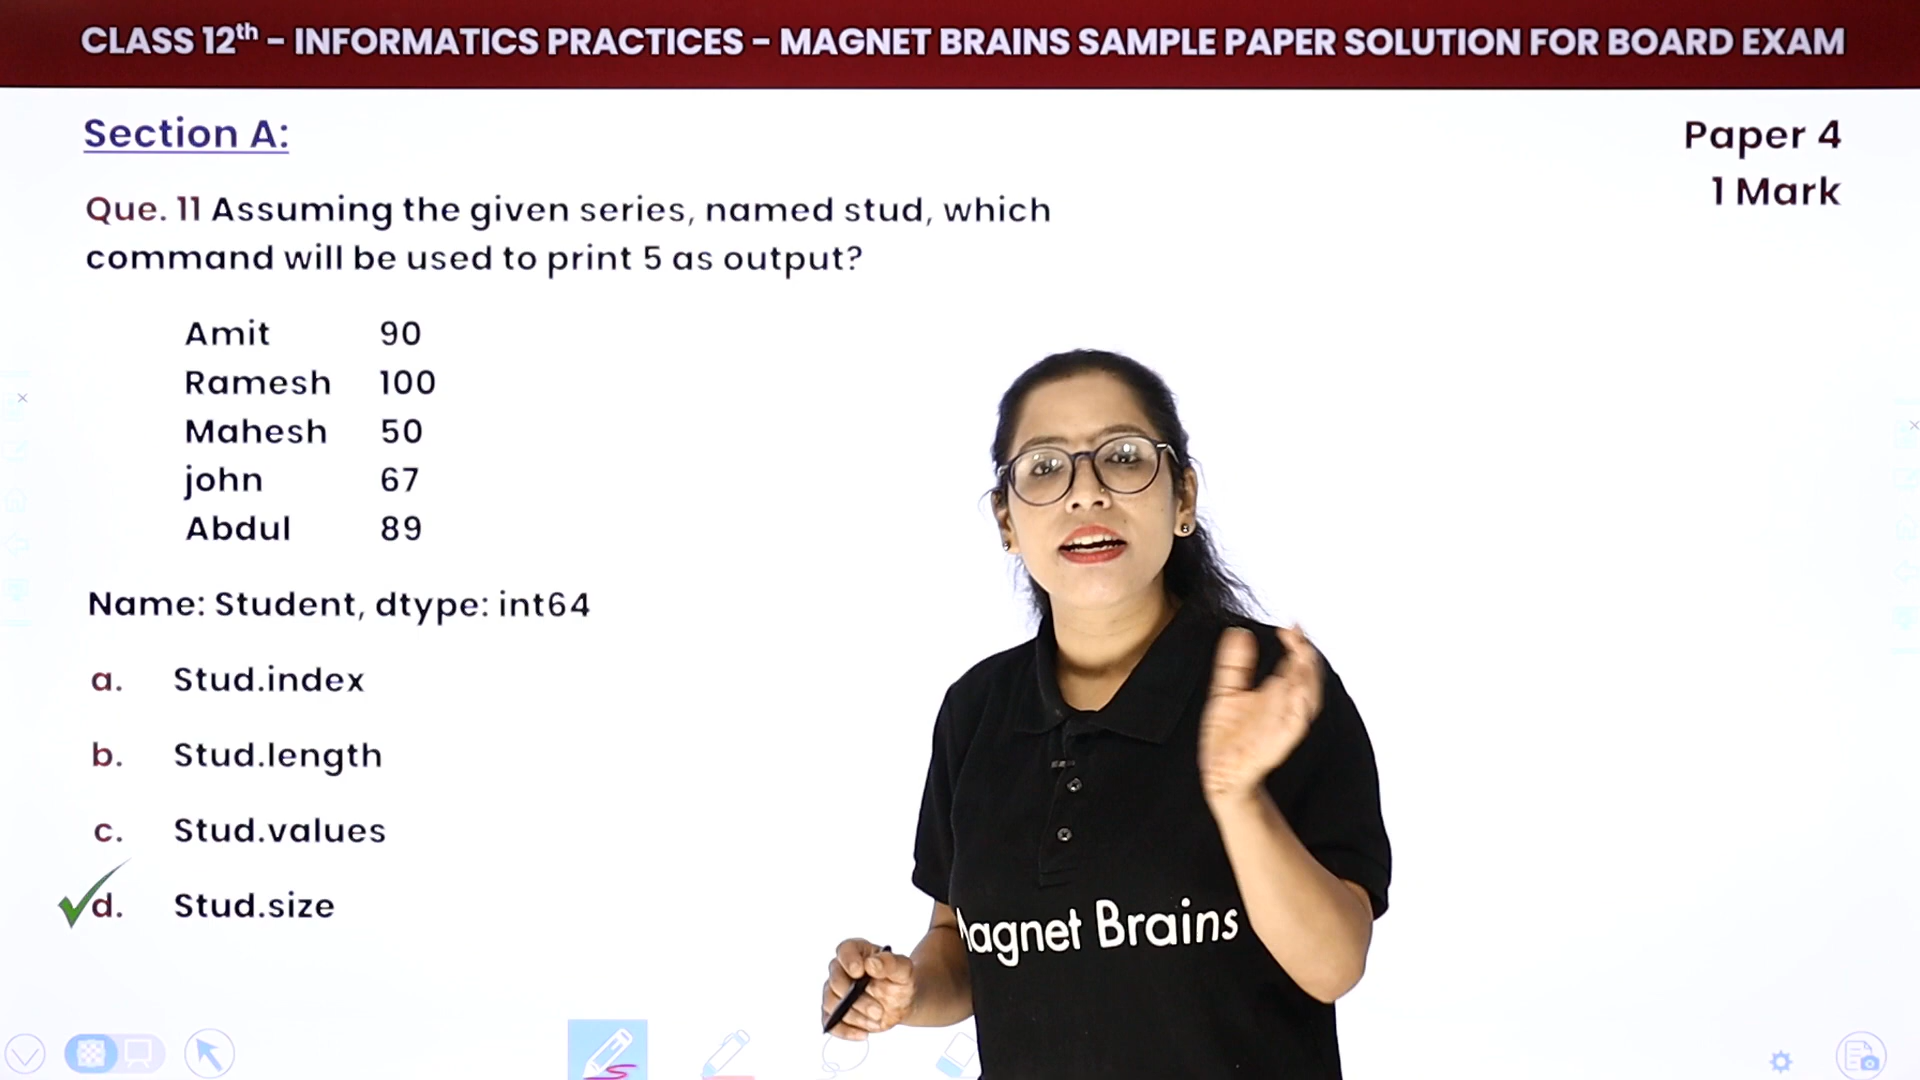 CLASS 12th - INFORMATICS PRACTICES - MAGNET BRAINS SAMPLE PAPER SOLUTION FOR BOARD EXAM
Section A:
Paper 4
1 Mark
Que. 11 Assuming the given series, named stud, which
command will be used to print 5 as output?
Amit 90
Ramesh 100
Mahesh 50
john 67
Abdul 89
Name: Student, dtype: int64
a. Stud.index
b. Stud.length
c. Stud.values
d. Stud.size
Magnet Brains